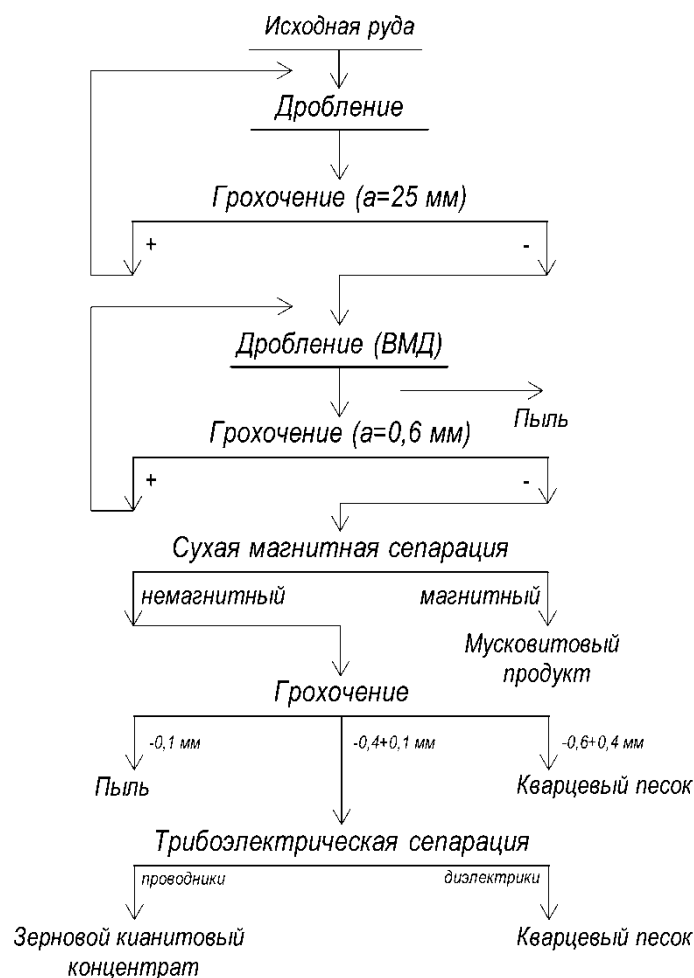 Исходная руда
Дробление
Грохочение (а=25 мм)
+
-
Дробление (ВМД)
Пыль
Грохочение (а=0,6 мм)
+
-
Сухая магнитная сепарация
немагнитный
магнитный
Мусковитовый
продукт
Грохочение
-0,1 мм
-0,4+0,1 мм
-0,6+0,4 мм
Пыль
Кварцевый песок
Трибоэлектрическая сепарация
проводники
диэлектрики
Зерновой кианитовый
концентрат
Кварцевый песок